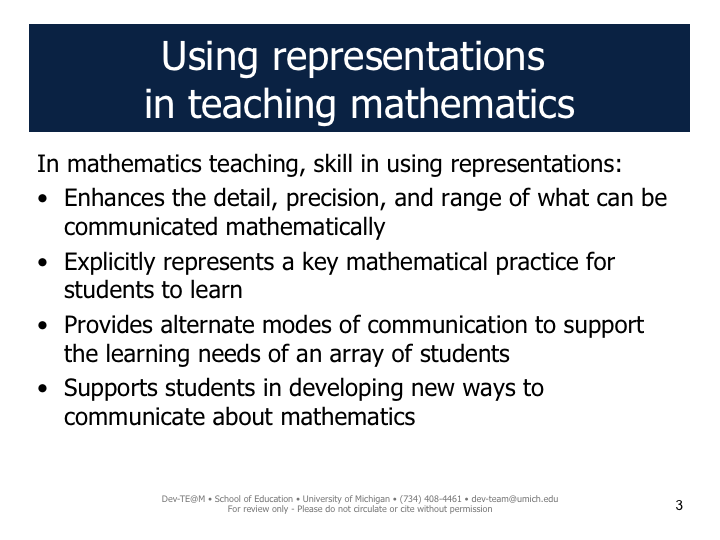 Using representations
in teaching mathematics
In mathematics teaching, skill in using representations:
• Enhances the detail, precision, and range of what can be
communicated mathematically
• Explicitly represents a key mathematical practice for
students to learn
• Provides alternate modes of communication to support
the learning needs of an array of students
• Supports students in developing new ways to
communicate about mathematics
Dev-TE@M • School of Education • University of Michigan • (734) 408-4461 • dev-team@umich.edu
For review only - Please do not circulate or cite without permission
3